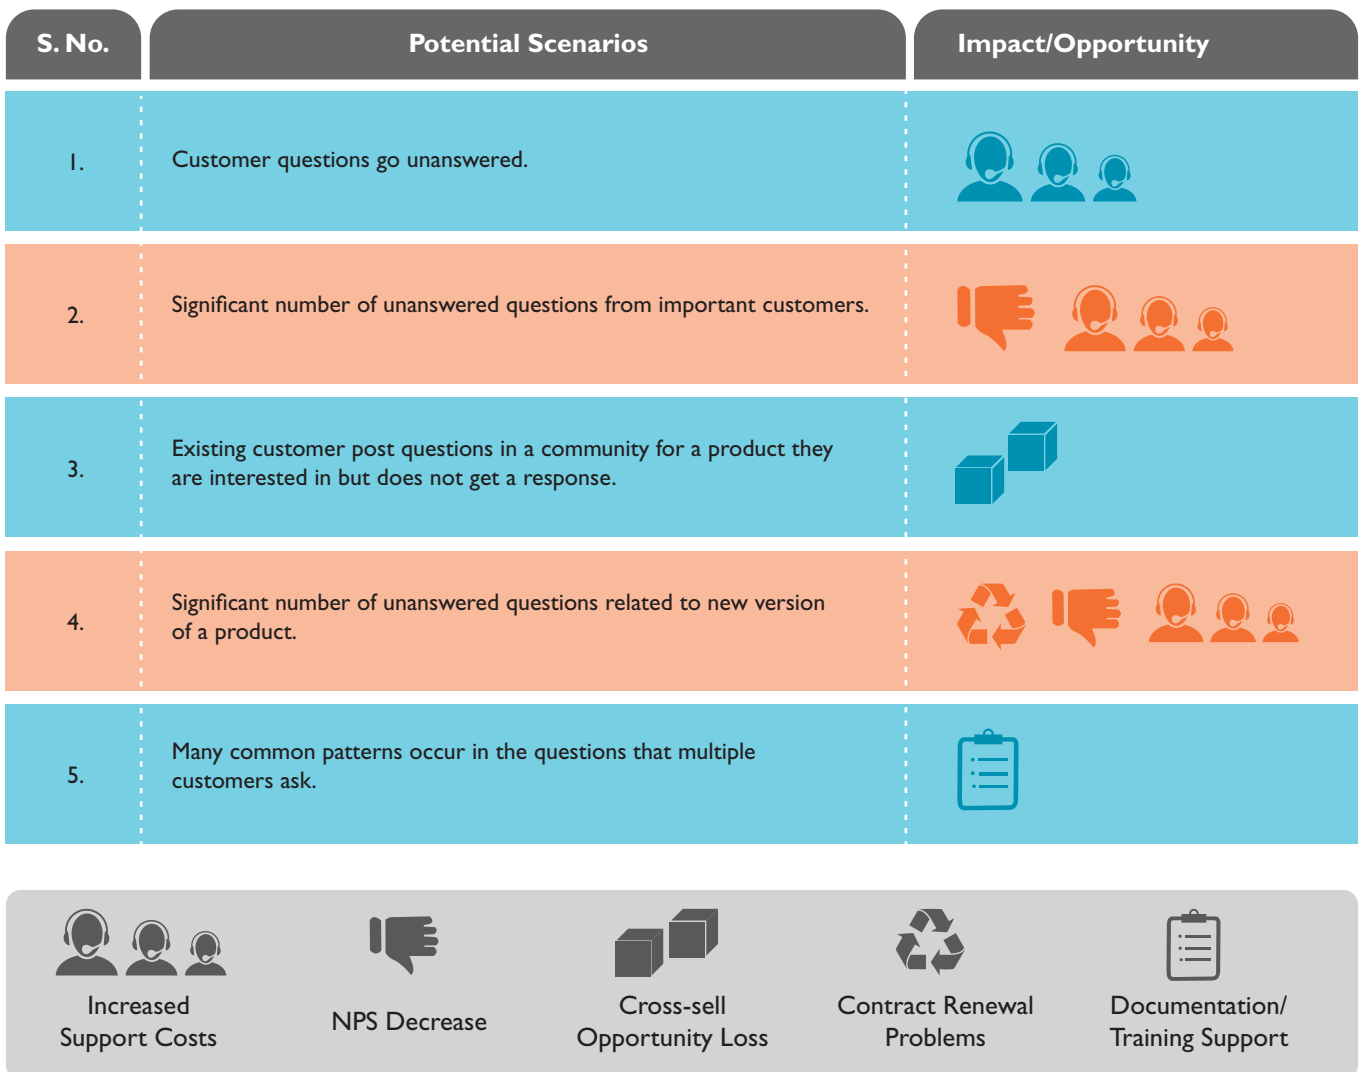 S. No.
Potential Scenarios
Impact/Opportunity
1.
Customer questions go unanswered.
2.
Significant number of unanswered questions from important customers.
3.
Existing customer post questions in a community for a product they
are interested in but does not get a response.
4.
Significant number of unanswered questions related to new version
of a product.
5.
Many common patterns occur in the questions that multiple
customers ask.
Increased
Support Costs
NPS Decrease
Cross-sell
Opportunity Loss
Contract Renewal
Problems
Documentation/
Training Support